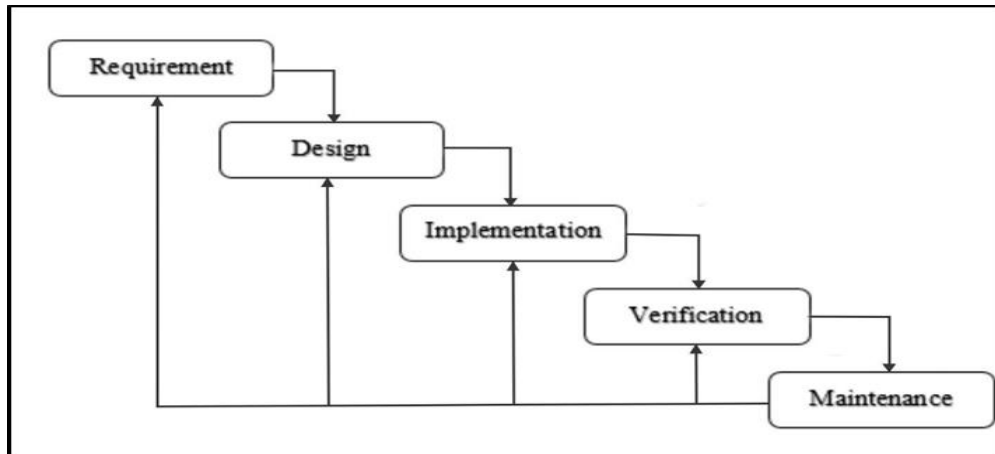 Requirement
Design
Implementation
Verification
Maintenance